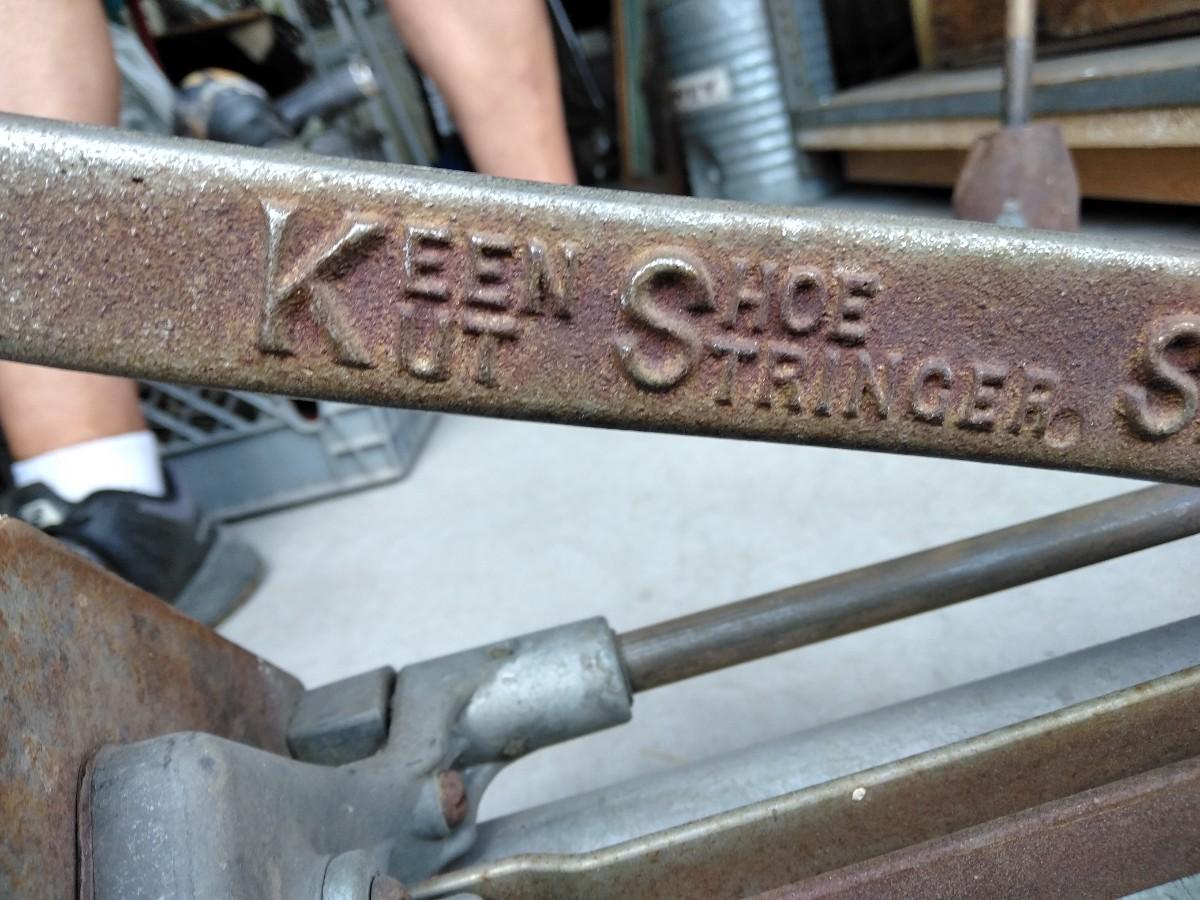 KEEN SHOE S
KUT STRINGER.